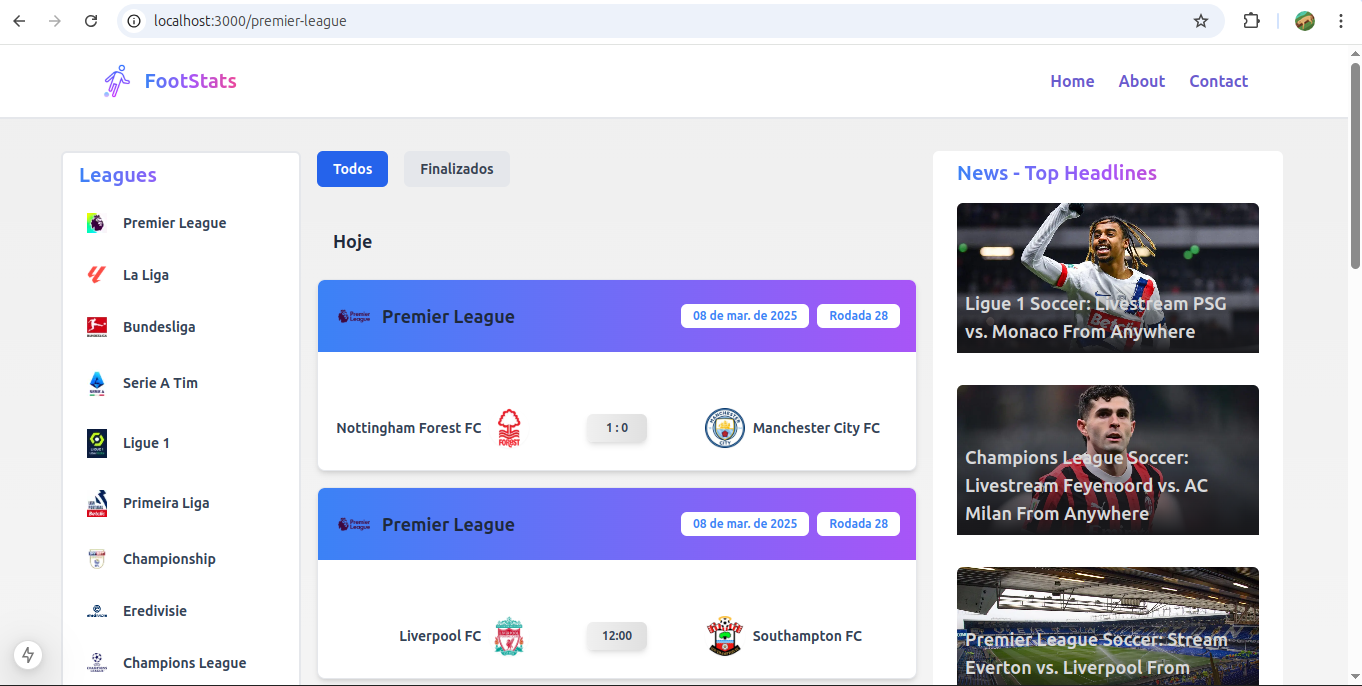 localhost:3000/premier-league
FootStats
Home About Contact
Leagues
Premier League
La Liga
Bundesliga
Serie A Tim
Ligue 1
Primeira Liga
Championship
Eredivisie
Champions League
Todos Finalizados
Hoje
Premier League 08 de mar. de 2025 Rodada 28
Nottingham Forest FC 1 : 0 Manchester City FC
Premier League 08 de mar. de 2025 Rodada 28
Liverpool FC 12:00 Southampton FC
News - Top Headlines
Ligue 1 Soccer: Livestream PSG
vs. Monaco From Anywhere
Champions League Soccer:
Livestream Feyenoord vs. AC
Milan From Anywhere
Premier League Soccer: Stream
Everton vs. Liverpool From